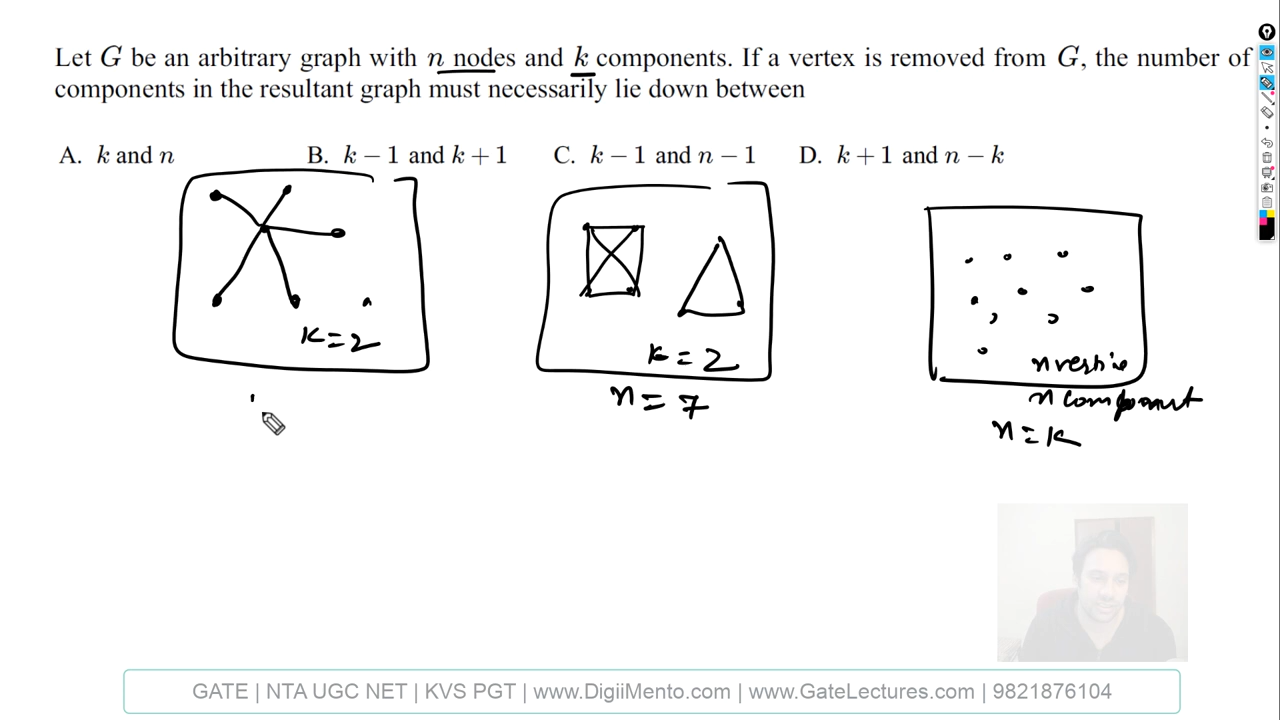 Let G be an arbitrary graph with n nodes and k components. If a vertex is removed from G, the number of
components in the resultant graph must necessarily lie down between
A. k and n B. k − 1 and k + 1 C. k − 1 and n − 1 D. k + 1 and n − k
k = 2
k = 2
n = 7
n vertix
n component
n = k
GATE | NTA UGC NET | KVS PGT | www.DigiiMento.com | www.GateLectures.com | 9821876104